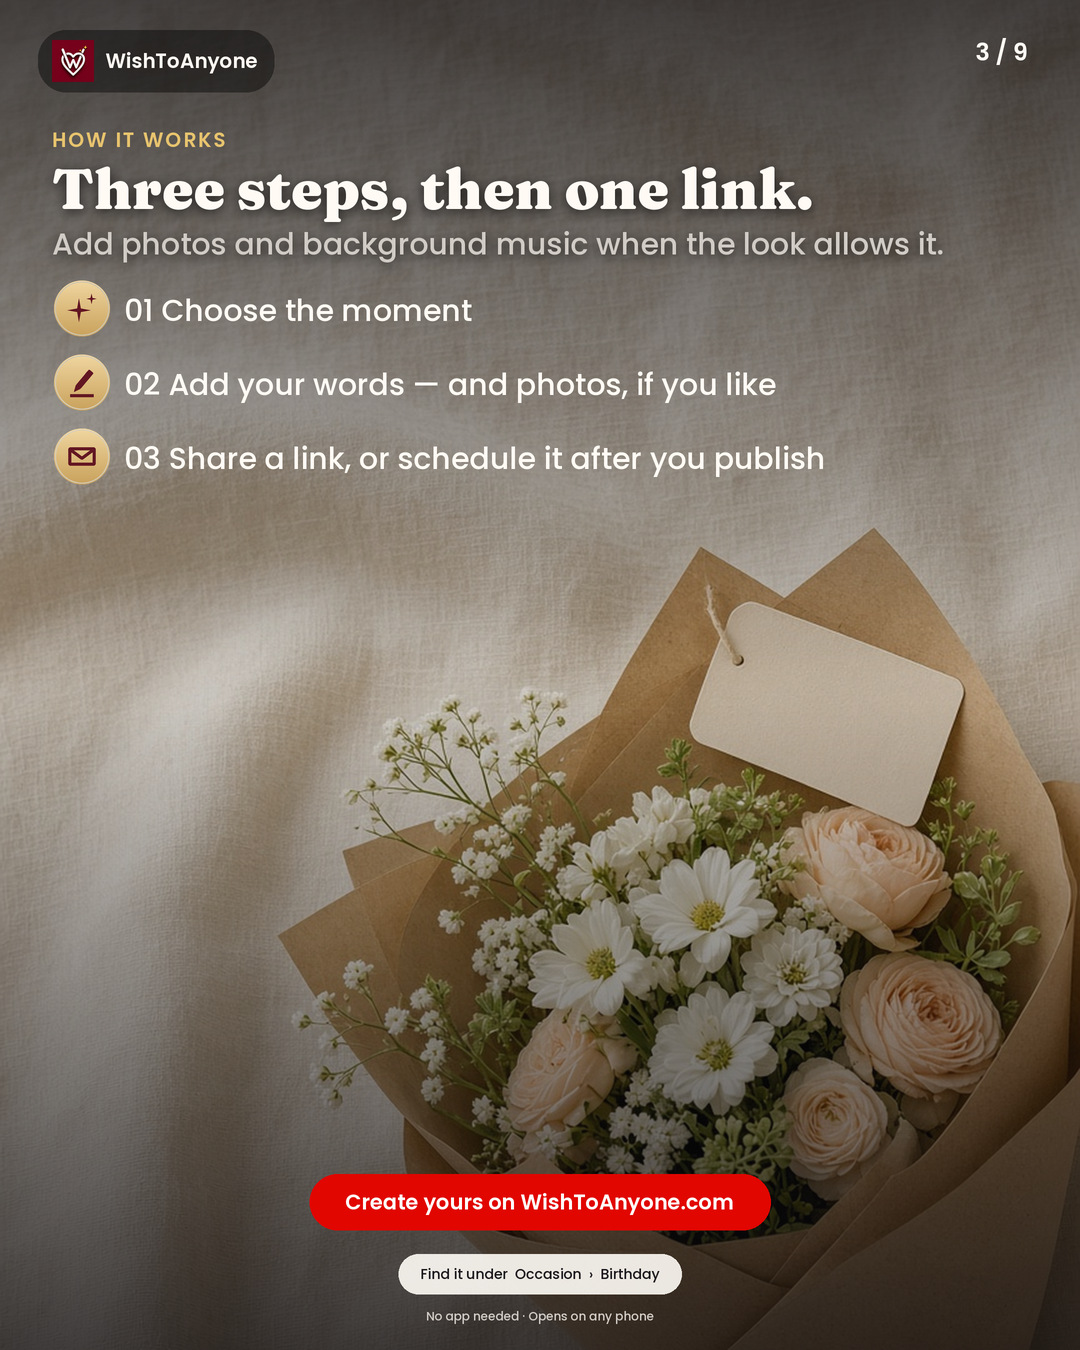 WishToAnyone
3 / 9
HOW IT WORKS
Three steps, then one link.
Add photos and background music when the look allows it.
01 Choose the moment
02 Add your words — and photos, if you like
03 Share a link, or schedule it after you publish
Create yours on WishToAnyone.com
Find it under Occasion › Birthday
No app needed · Opens on any phone